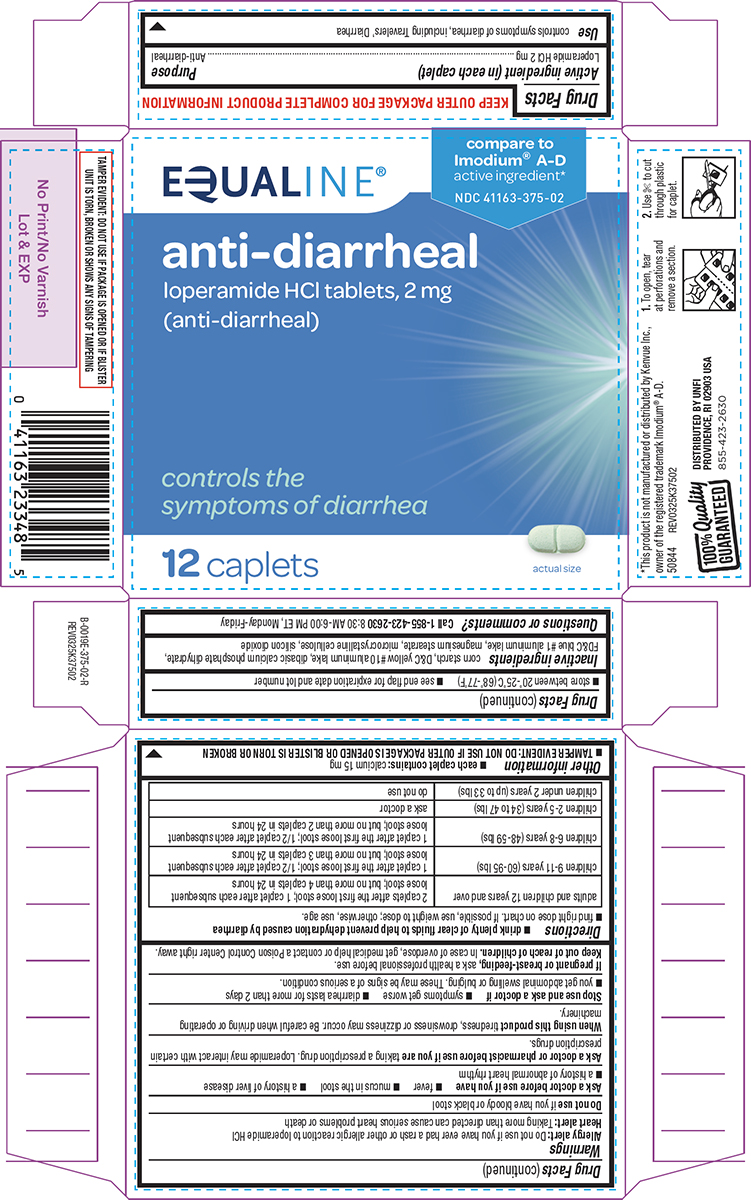 KEEP OUTER PACKAGE FOR COMPLETE PRODUCT INFORMATION
Drug Facts
Active ingredient (in each caplet) Purpose
Loperamide HCl 2 mg Anti-diarrheal
Use controls symptoms of diarrhea, including Travelers' Diarrhea
EQUALINE®
compare to
Imodium® A-D
active ingredient*
NDC 41163-375-02
anti-diarrheal
loperamide HCl tablets, 2 mg
(anti-diarrheal)
controls the
symptoms of diarrhea
12 caplets
actual size
TAMPER EVIDENT: DO NOT USE IF PACKAGE IS OPENED OR IF BLISTER
UNIT IS TORN, BROKEN OR SHOWS ANY SIGNS OF TAMPERING
No Print/No Varnish
Lot & EXP
0 41163 23348 5
1. To open, tear
at perforations and
remove a section.
2. Use ✄ to cut
through plastic
for caplet.
*This product is not manufactured or distributed by Kenvue Inc.,
owner of the registered trademark Imodium® A-D.
50844 REV0325K37502
100% Quality
GUARANTEED
DISTRIBUTED BY UNFI
PROVIDENCE, RI 02903 USA
855-423-2630
B-0019E-375-02-R
REV0325K37502
Drug Facts (continued)
Warnings
Allergy alert: Do not use if you have ever had a rash or other allergic reaction to loperamide HCl
Heart alert: Taking more than directed can cause serious heart problems or death
Do not use if you have bloody or black stool
Ask a doctor before use if you have ■ fever ■ mucus in the stool ■ a history of liver disease
■ a history of abnormal heart rhythm
Ask a doctor or pharmacist before use if you are taking a prescription drug. Loperamide may interact with certain
prescription drugs.
When using this product tiredness, drowsiness or dizziness may occur. Be careful when driving or operating
machinery.
Stop use and ask a doctor if ■ symptoms get worse ■ diarrhea lasts for more than 2 days
■ you get abdominal swelling or bulging. These may be signs of a serious condition.
If pregnant or breast-feeding, ask a health professional before use.
Keep out of reach of children. In case of overdose, get medical help or contact a Poison Control Center right away.
Directions ■ drink plenty of clear fluids to help prevent dehydration caused by diarrhea
■ find right dose on chart. If possible, use weight to dose; otherwise, use age.
adults and children 12 years and over 2 caplets after the first loose stool; 1 caplet after each subsequent
loose stool; but no more than 4 caplets in 24 hours
children 9-11 years (60-95 lbs) 1 caplet after the first loose stool; 1/2 caplet after each subsequent
loose stool; but no more than 3 caplets in 24 hours
children 6-8 years (48-59 lbs) 1 caplet after the first loose stool; 1/2 caplet after each subsequent
loose stool; but no more than 2 caplets in 24 hours
children 2-5 years (34 to 47 lbs) ask a doctor
children under 2 years (up to 33 lbs) do not use
Other information ■ each caplet contains: calcium 15 mg
■ TAMPER EVIDENT: DO NOT USE IF OUTER PACKAGE IS OPENED OR BLISTER IS TORN OR BROKEN
Drug Facts (continued)
■ store between 20°-25°C (68°-77°F) ■ see end flap for expiration date and lot number
Inactive ingredients corn starch, D&C yellow #10 aluminum lake, dibasic calcium phosphate dihydrate,
FD&C blue #1 aluminum lake, magnesium stearate, microcrystalline cellulose, silicon dioxide
Questions or comments? Call 1-855-423-2630 8:30 AM-6:00 PM ET, Monday-Friday